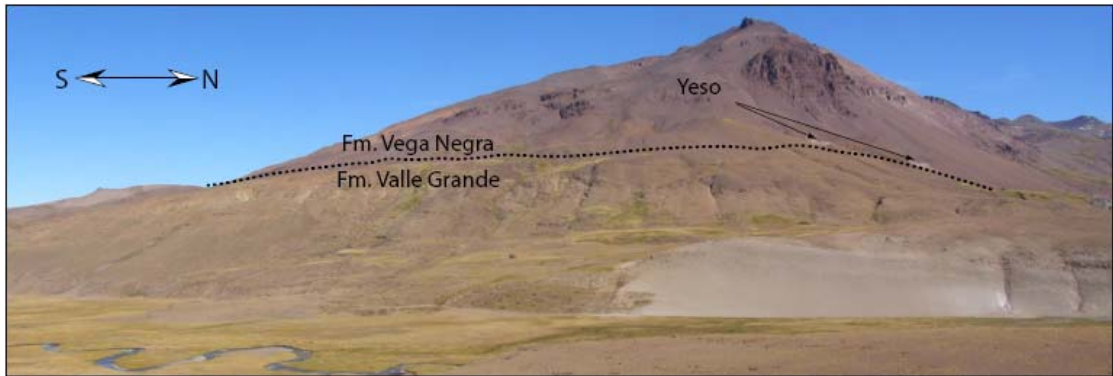 S N
Yeso
Fm. Vega Negra
Fm. Valle Grande